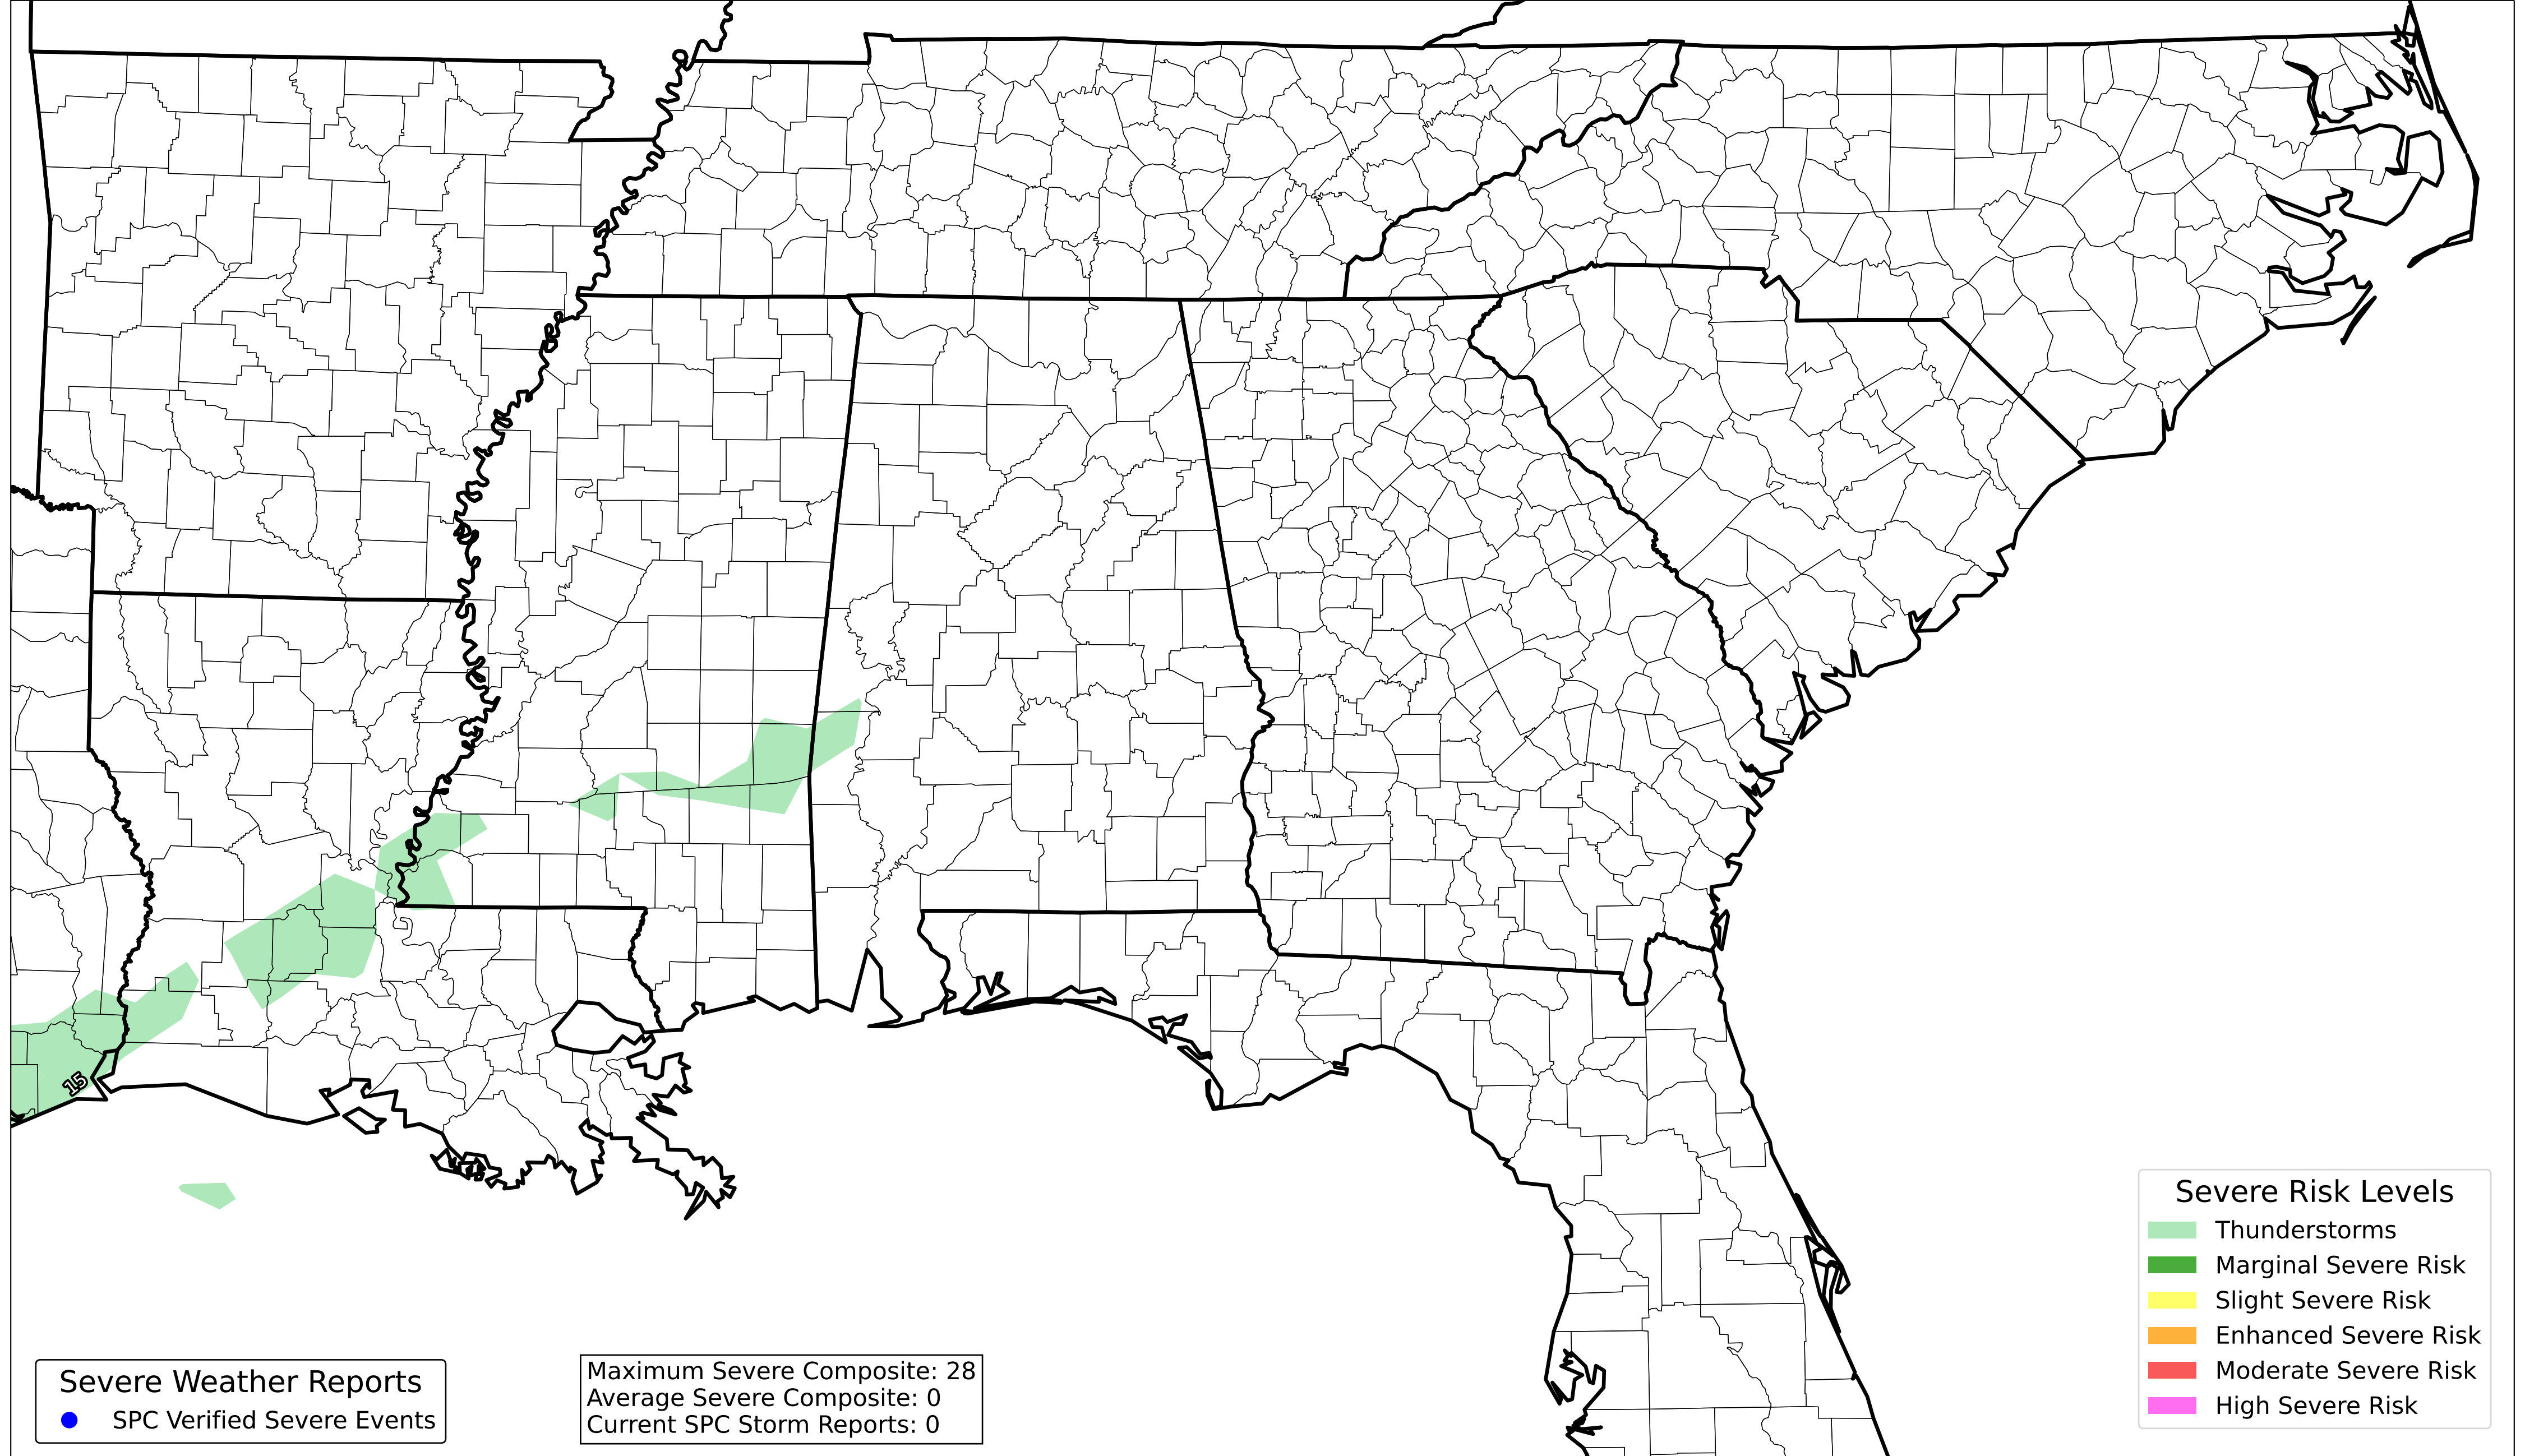 15
Severe Risk Levels
Thunderstorms
Marginal Severe Risk
Slight Severe Risk
Enhanced Severe Risk
Moderate Severe Risk
High Severe Risk
Severe Weather Reports
SPC Verified Severe Events
Maximum Severe Composite: 28
Average Severe Composite: 0
Current SPC Storm Reports: 0